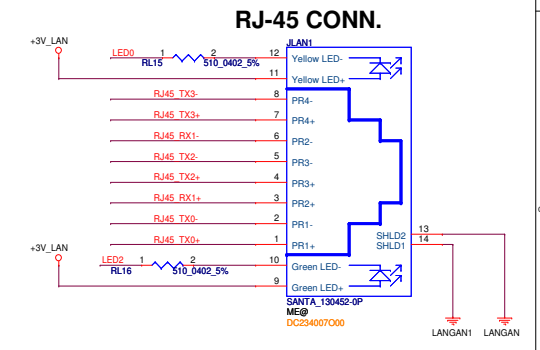 RJ-45 CONN.
+3V_LAN
JLAN1
LED0 1 2 12 Yellow LED-
RL15 510_0402_5%
11 Yellow LED+
RJ45_TX3- 8 PR4-
RJ45_TX3+ 7 PR4+
RJ45_RX1- 6 PR2-
RJ45_TX2- 5 PR3-
RJ45_TX2+ 4 PR3+
RJ45_RX1+ 3 PR2+
RJ45_TX0- 2 PR1-
SHLD2 13
RJ45_TX0+ 1 PR1+
SHLD1 14
+3V_LAN
LED2 1 2 10 Green LED-
RL16 510_0402_5%
9 Green LED+
SANTA_130452-0P
ME@
DC234007O00
LANGAN1 LANGAN